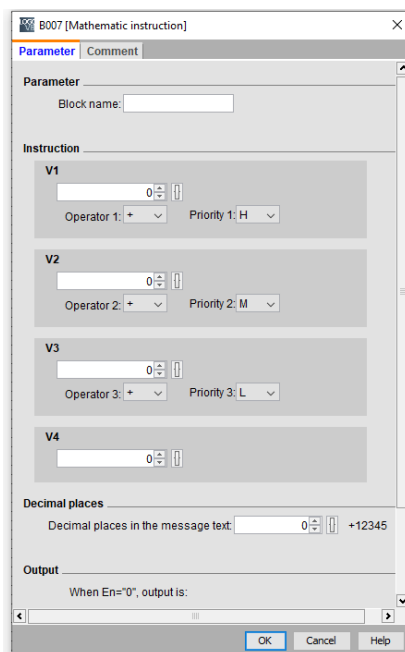 B007 [Mathematic instruction]
Parameter Comment
Parameter
Block name:
Instruction
V1
0
Operator 1: + Priority 1: H
V2
0
Operator 2: + Priority 2: M
V3
0
Operator 3: + Priority 3: L
V4
0
Decimal places
Decimal places in the message text: 0 +12345
Output
When En="0", output is:
OK Cancel Help